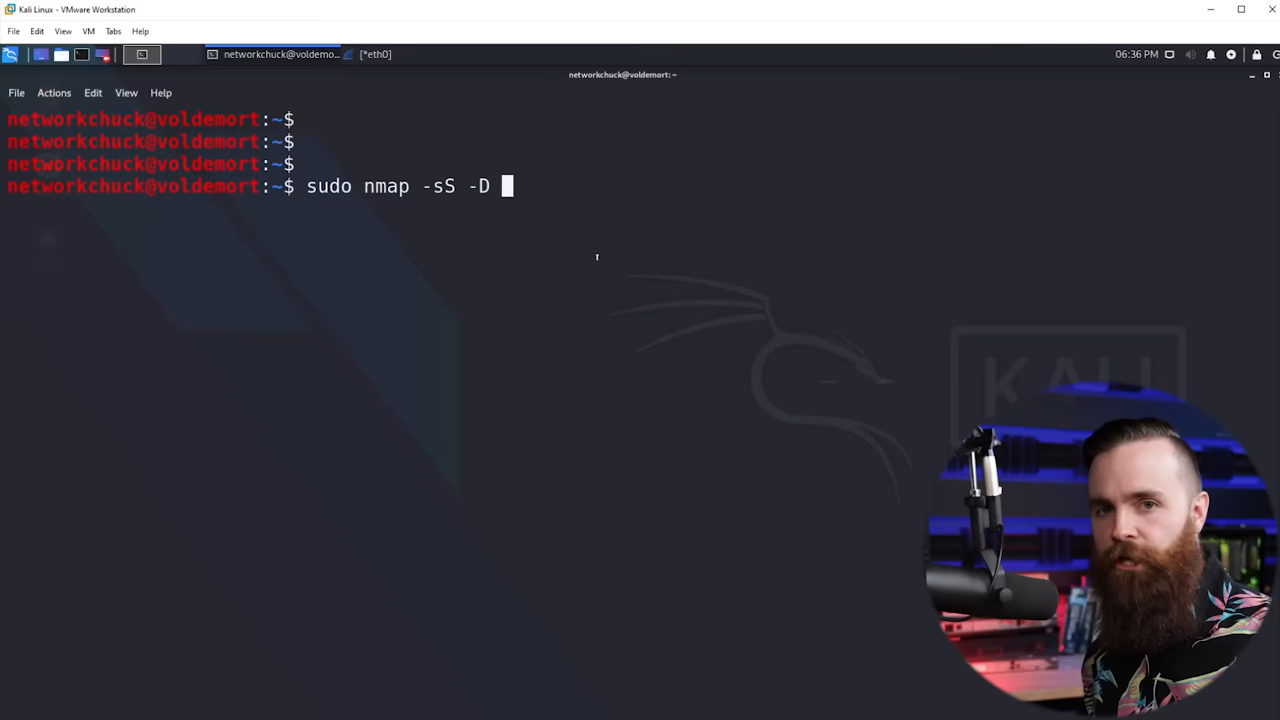 Kali Linux - VMware Workstation
File Edit View VM Tabs Help
networkchuck@voldemo... [*eth0] 06:36 PM
networkchuck@voldemort: ~
File Actions Edit View Help
networkchuck@voldemort:~$
networkchuck@voldemort:~$
networkchuck@voldemort:~$
networkchuck@voldemort:~$ sudo nmap -sS -D
KALI